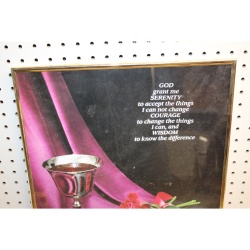 GOD
grant me
SERENITY
to accept the things
I can not change
COURAGE
to change the things
I can, and
WISDOM
to know the difference